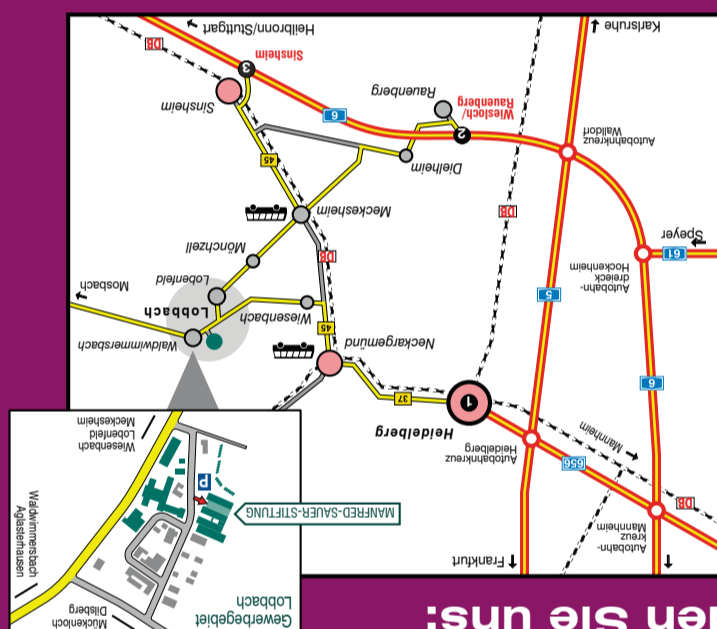 den Sie uns:
Mückenloch
Dilsberg
Gewerbegebiet
Lobbach
Waldwimmersbach
Aglasterhausen
MANFRED-SAUER-STIFTUNG
P
Wiesenbach
Lobenfeld
Meckesheim
Frankfurt
Autobahn-
kreuz
Mannheim
DB
656
Mannheim
Autobahnkreuz
Heidelberg
Heidelberg
1
37
6
Neckargemünd
45
Waldwimmersbach
Wiesenbach
Lobbach
Lobenfeld
Mosbach
5
Autobahn-
dreieck
Hockenheim
61
Speyer
DB
Mönchzell
DB
Meckesheim
Autobahnkreuz
Walldorf
45
Dielheim
2
Wiesloch/
Rauenberg
Rauenberg
6
Sinsheim
3
Sinsheim
DB
Karlsruhe
Heilbronn/Stuttgart